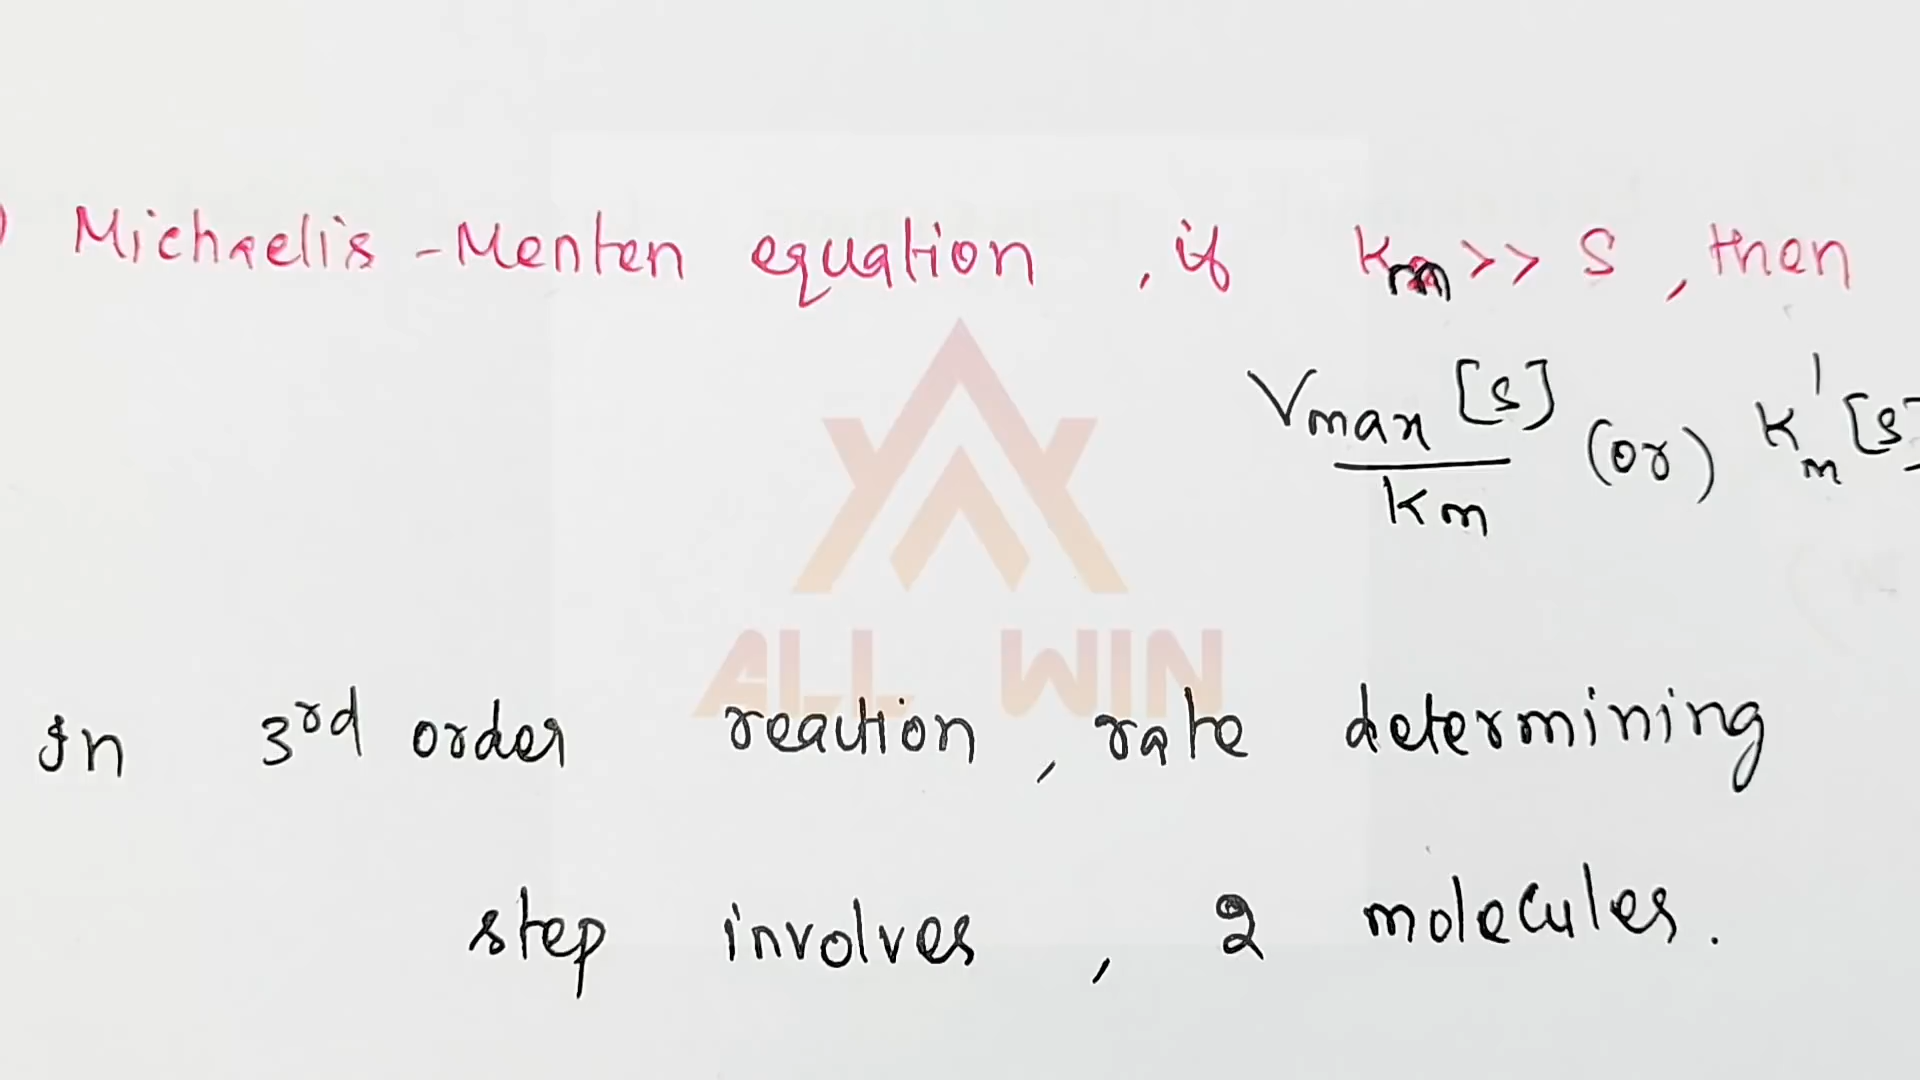 ) Michaelis - Menten equation , if Km >> S , then
Vmax [s] (or) K'm [s]
Km
ALL WIN
In 3rd order reaction , rate determining
step involves , 2 molecules .